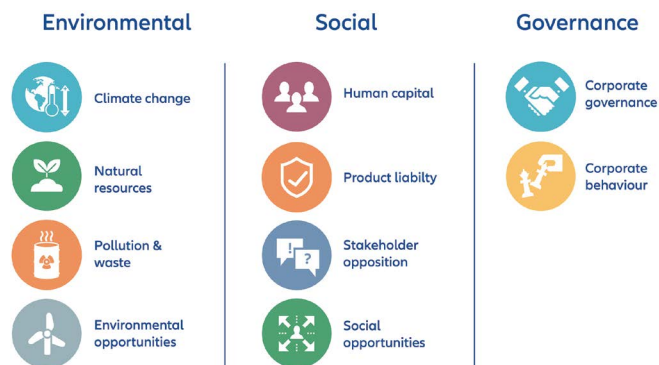 Environmental
Climate change
Natural
resources
Pollution &
waste
Environmental
opportunities
Social
Human capital
Product liabilty
Stakeholder
opposition
! ?
Social
opportunities
Governance
Corporate
governance
Corporate
behaviour